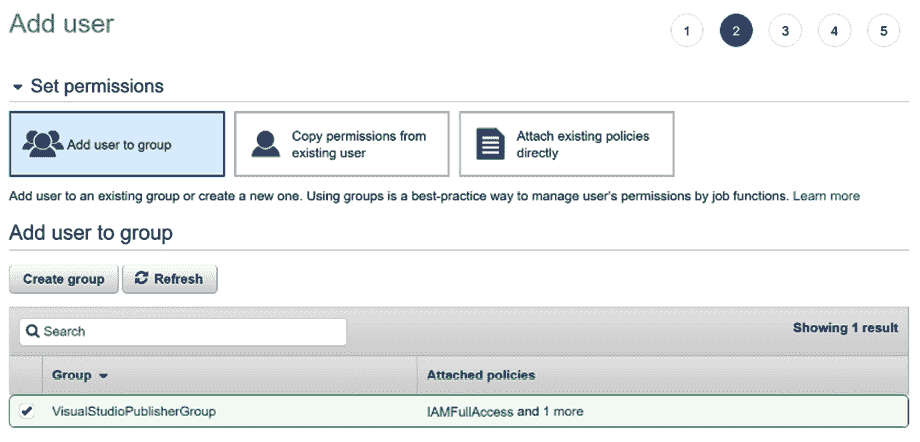 Add user
1 2 3 4 5
Set permissions
Add user to group
Copy permissions from
existing user
Attach existing policies
directly
Add user to an existing group or create a new one. Using groups is a best-practice way to manage user's permissions by job functions. Learn more
Add user to group
Create group Refresh
Search Showing 1 result
Group Attached policies
VisualStudioPublisherGroup IAMFullAccess and 1 more